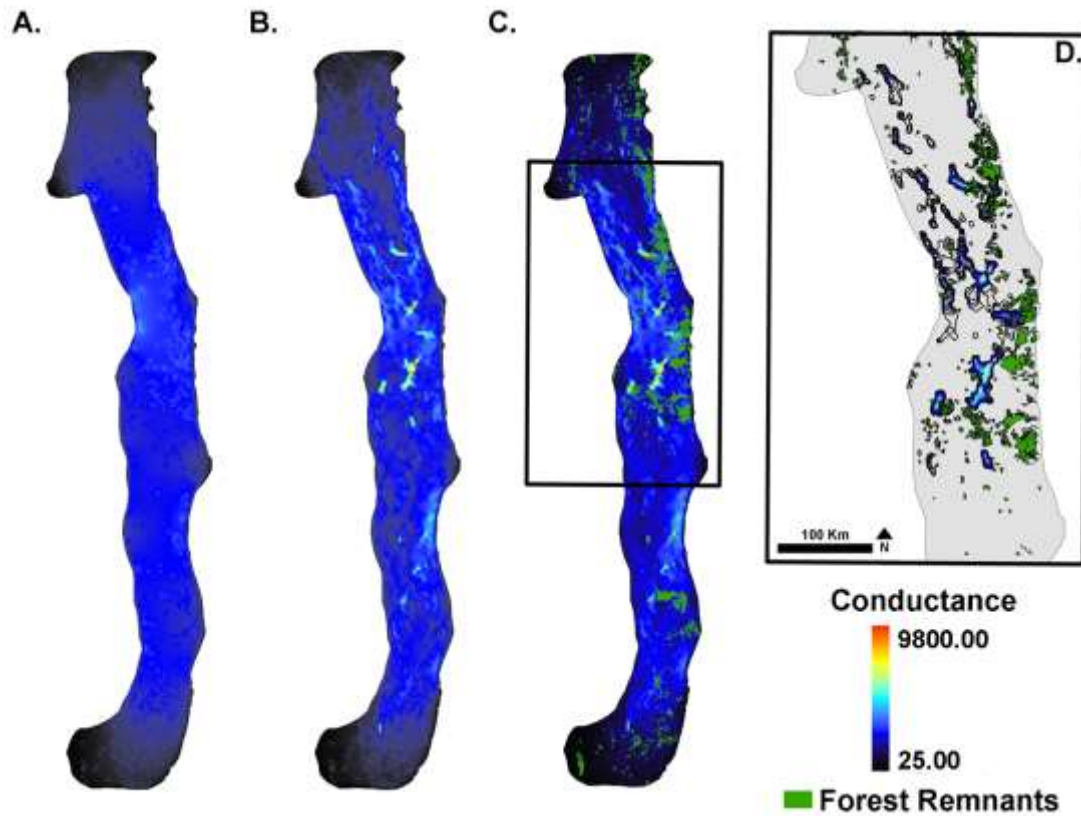 A.
B.
C.
D.
100 Km
N
Conductance
9800.00
25.00
Forest Remnants